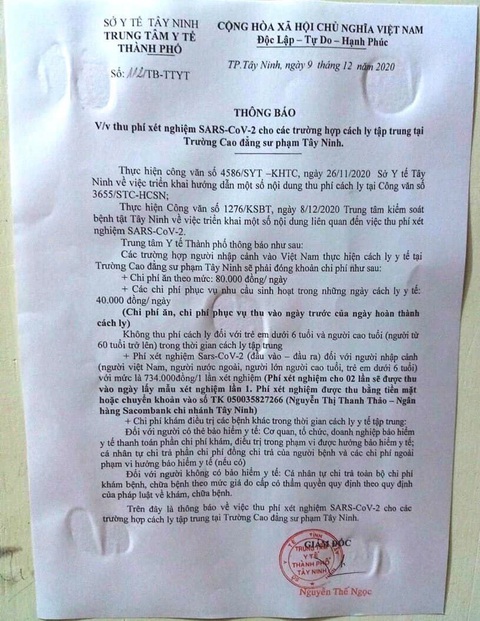 SỞ Y TẾ TÂY NINH
TRUNG TÂM Y TẾ
THÀNH PHỐ
Số: 112/TB-TTYT
CỘNG HÒA XÃ HỘI CHỦ NGHĨA VIỆT NAM
Độc Lập – Tự Do – Hạnh Phúc
TP.Tây Ninh, ngày 9 tháng 12 năm 2020
THÔNG BÁO
V/v thu phí xét nghiệm SARS-CoV-2 cho các trường hợp cách ly tập trung tại
Trường Cao đẳng sư phạm Tây Ninh.
Thực hiện công văn số 4586/SYT –KHTC, ngày 26/11/2020 Sở Y tế Tây
Ninh về việc triển khai hướng dẫn một số nội dung thu phí cách ly tại Công văn số
3655/STC-HCSN;
Thực hiện Công văn số 1276/KSBT, ngày 8/12/2020 Trung tâm kiểm soát
bệnh tật Tây Ninh về việc triển khai một số nội dung liên quan đến việc thu phí xét
nghiệm SARS-CoV-2.
Trung tâm Y tế Thành phố thông báo như sau:
Các trường hợp người nhập cảnh vào Việt Nam thực hiện cách ly y tế tại
Trường Cao đẳng sư phạm Tây Ninh sẽ phải đóng khoản chi phí như sau:
+ Chi phí ăn theo mức: 80.000 đồng/ ngày
+ Các chi phí phục vụ nhu cầu sinh hoạt trong những ngày cách ly y tế:
40.000 đồng/ ngày
(Chi phí ăn, chi phí phục vụ thu vào ngày trước của ngày hoàn thành
cách ly)
Không thu phí cách ly đối với trẻ em dưới 6 tuổi và người cao tuổi (người từ
60 tuổi trở lên) trong thời gian cách ly tập trung
+ Phí xét nghiệm Sars-CoV-2 (đầu vào – đầu ra) đối với người nhập cảnh
(người việt Nam, người nước ngoài, người lớn người cao tuổi, trẻ em dưới 6 tuổi)
với mức là 734.000đồng/1 lần xét nghiệm (Phí xét nghiệm cho 02 lần sẽ được thu
vào ngày lấy mẫu xét nghiệm lần 1. Phí xét nghiệm được thu bằng tiền mặt
hoặc chuyển khoản vào số TK 050035827266 (Nguyễn Thị Thanh Thảo – Ngân
hàng Sacombank chi nhánh Tây Ninh)
+ Chi phí khám điều trị các bệnh khác trong thời gian cách ly y tế tập trung:
Đối với người có thẻ bảo hiểm y tế: Cơ quan, tổ chức, doanh nghiệp bảo hiểm
y tế thanh toán phần chi phí khám, điều trị trong phạm vi được hưởng bảo hiểm y tế;
cá nhân tự chi trả phần chi phí đồng chi trả của người bệnh và các chi phí ngoài
phạm vi hưởng bảo hiểm y tế (nếu có)
Đối với người không có bảo hiểm y tế: Cá nhân tự chi trả toàn bộ chi phí
khám bệnh, chữa bệnh theo mức giá do cấp có thẩm quyền quy định theo quy định
của pháp luật về khám, chữa bệnh.
Trên đây là thông báo về việc thu phí xét nghiệm SARS-CoV-2 cho các
trường hợp cách ly tập trung tại Trường Cao đẳng sư phạm Tây Ninh.
GIÁM ĐỐC
TRUNG TÂM
Y TẾ
THÀNH PHỐ
TÂY NINH
Nguyễn Thế Ngọc